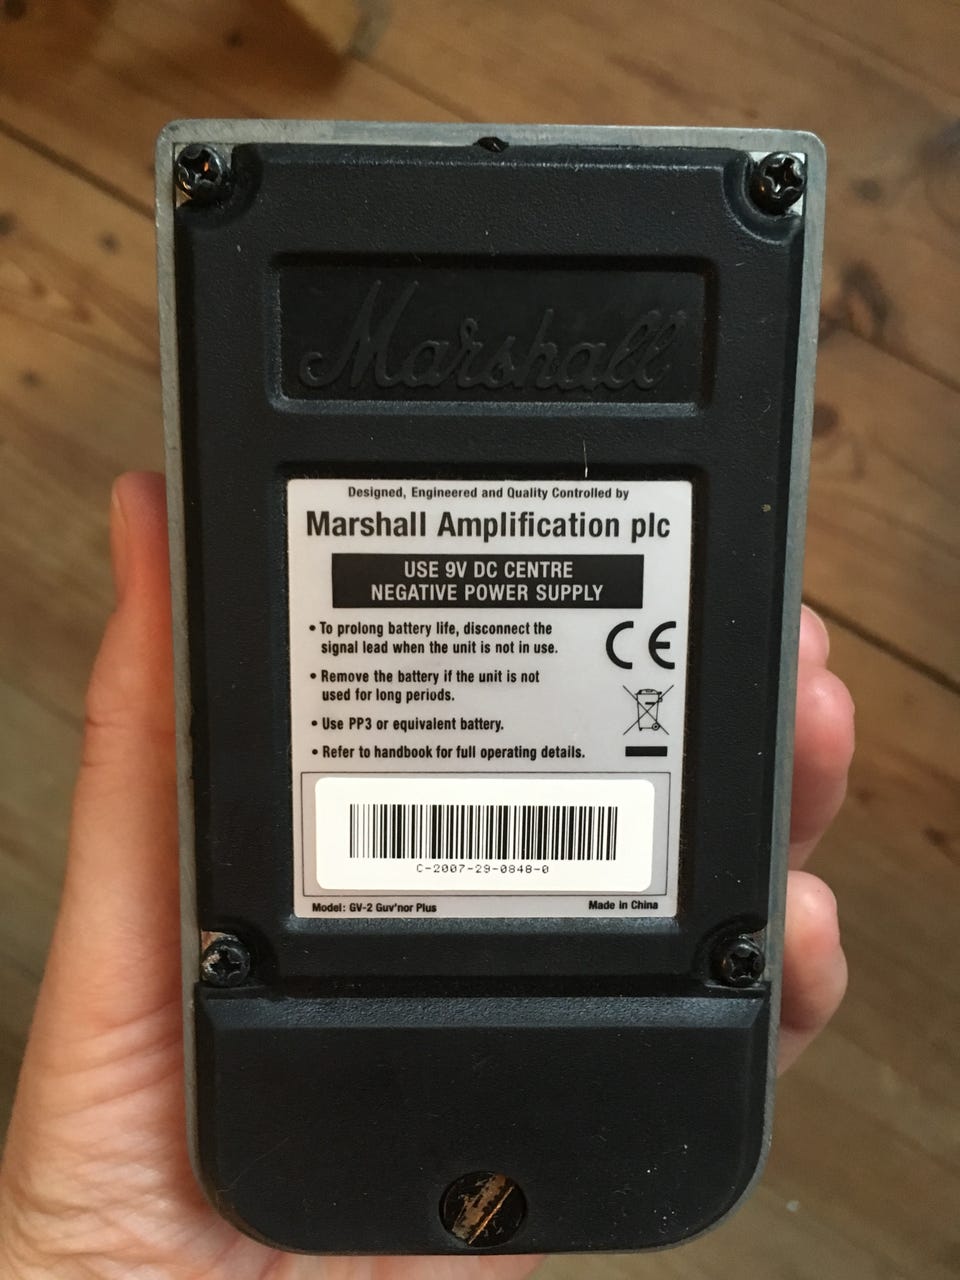 Marshall
Designed, Engineered and Quality Controlled by
Marshall Amplification plc
USE 9V DC CENTRE
NEGATIVE POWER SUPPLY
• To prolong battery life, disconnect the
signal lead when the unit is not in use.
• Remove the battery if the unit is not
used for long periods.
• Use PP3 or equivalent battery.
• Refer to handbook for full operating details.
CE
C-2007-29-0848-0
Model: GV-2 Guv'nor Plus
Made in China